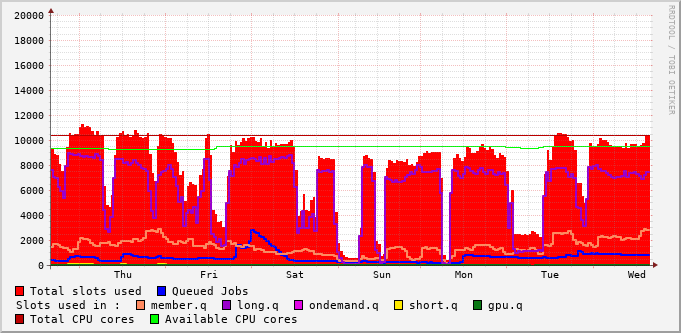 20000
18000
16000
14000
12000
10000
8000
6000
4000
2000
0
Thu Fri Sat Sun Mon Tue Wed
RRDTOOL / TOBI OETIKER
Total slots used Queued Jobs
Slots used in : member.q long.q ondemand.q short.q gpu.q
Total CPU cores Available CPU cores